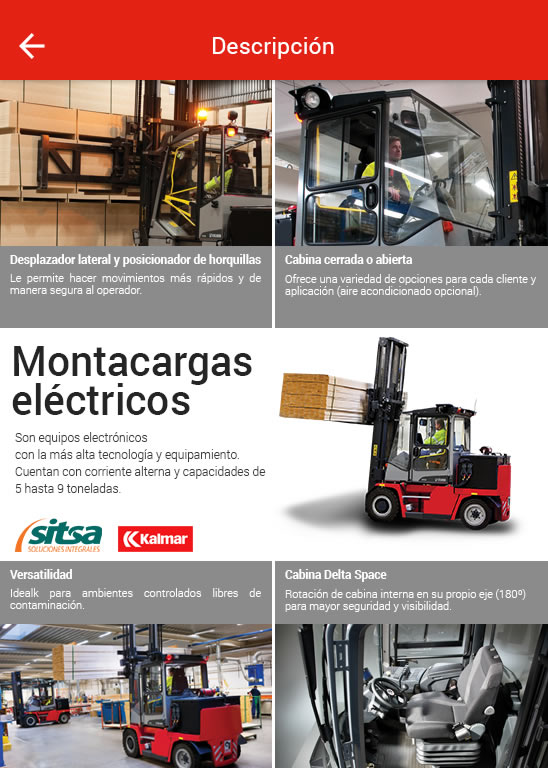 Descripción
Desplazador lateral y posicionador de horquillas
Le permite hacer movimientos más rápidos y de
manera segura al operador.
Cabina cerrada o abierta
Ofrece una variedad de opciones para cada cliente y
aplicación (aire acondicionado opcional).
Montacargas
eléctricos
Son equipos electrónicos
con la más alta tecnología y equipamiento.
Cuentan con corriente alterna y capacidades de
5 hasta 9 toneladas.
sitsa
SOLUCIONES INTEGRALES
Kalmar
Versatilidad
Idealk para ambientes controlados libres de
contaminación.
Cabina Delta Space
Rotación de cabina interna en su propio eje (180º)
para mayor seguridad y visibilidad.